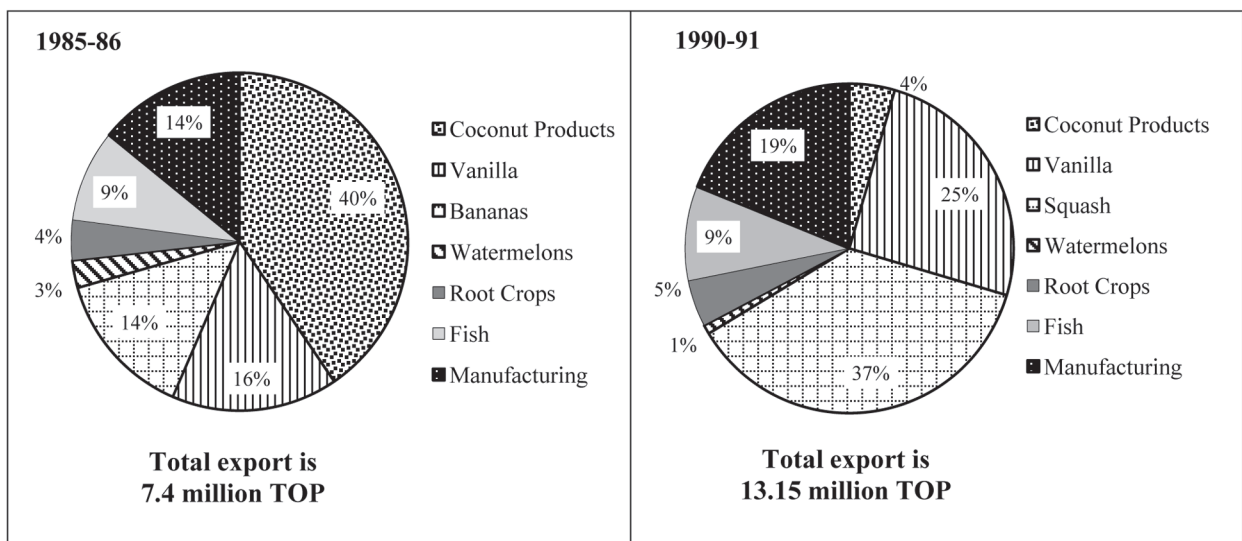 1985-86
14%
9%
4%
3%
14%
16%
40%
Coconut Products
Vanilla
Bananas
Watermelons
Root Crops
Fish
Manufacturing
Total export is
7.4 million TOP
1990-91
4%
19%
25%
9%
5%
1%
37%
Coconut Products
Vanilla
Squash
Watermelons
Root Crops
Fish
Manufacturing
Total export is
13.15 million TOP